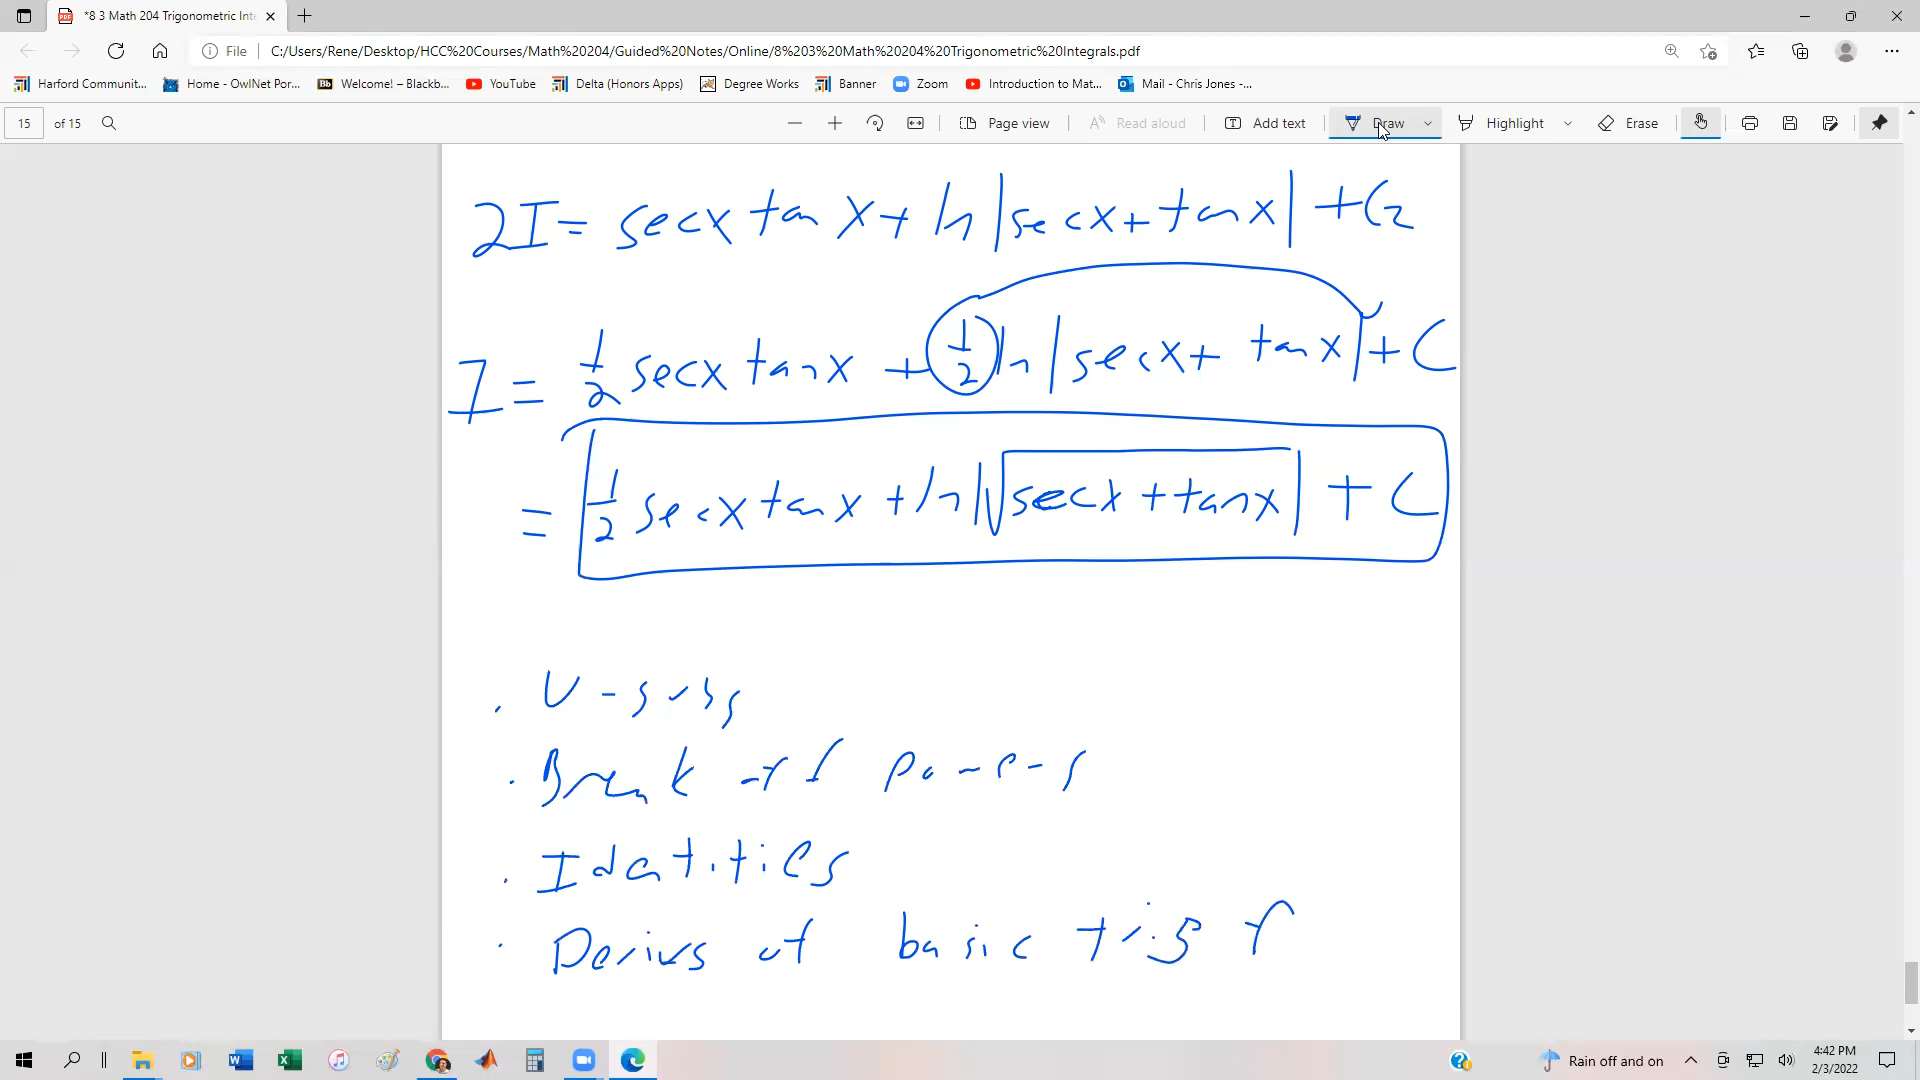 *8 3 Math 204 Trigonometric Inte
File C:/Users/Rene/Desktop/HCC%20Courses/Math%20204/Guided%20Notes/Online/8%203%20Math%20204%20Trigonometric%20Integrals.pdf
Harford Communit... Home - OwlNet Por... Bb Welcome! – Blackb... YouTube Delta (Honors Apps) Degree Works Banner Zoom Introduction to Mat... Mail - Chris Jones -...
15 of 15 Page view Read aloud Add text Draw Highlight Erase
2I = secx tan x + ln|secx + tanx| + C2
I = 1/2 secx tanx + 1/2 ln|secx + tanx| + C
= 1/2 secx tanx + ln|√(secx + tanx)| + C
. U - subs
. Break off powers
. Identities
. Derivs of basic trig f
Rain off and on 4:42 PM
2/3/2022